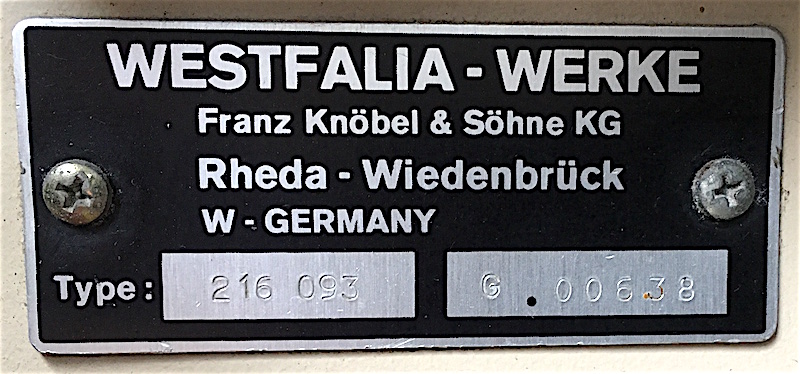 WESTFALIA - WERKE
Franz Knöbel & Söhne KG
Rheda - Wiedenbrück
W - GERMANY
Type: 216 093 G.00638